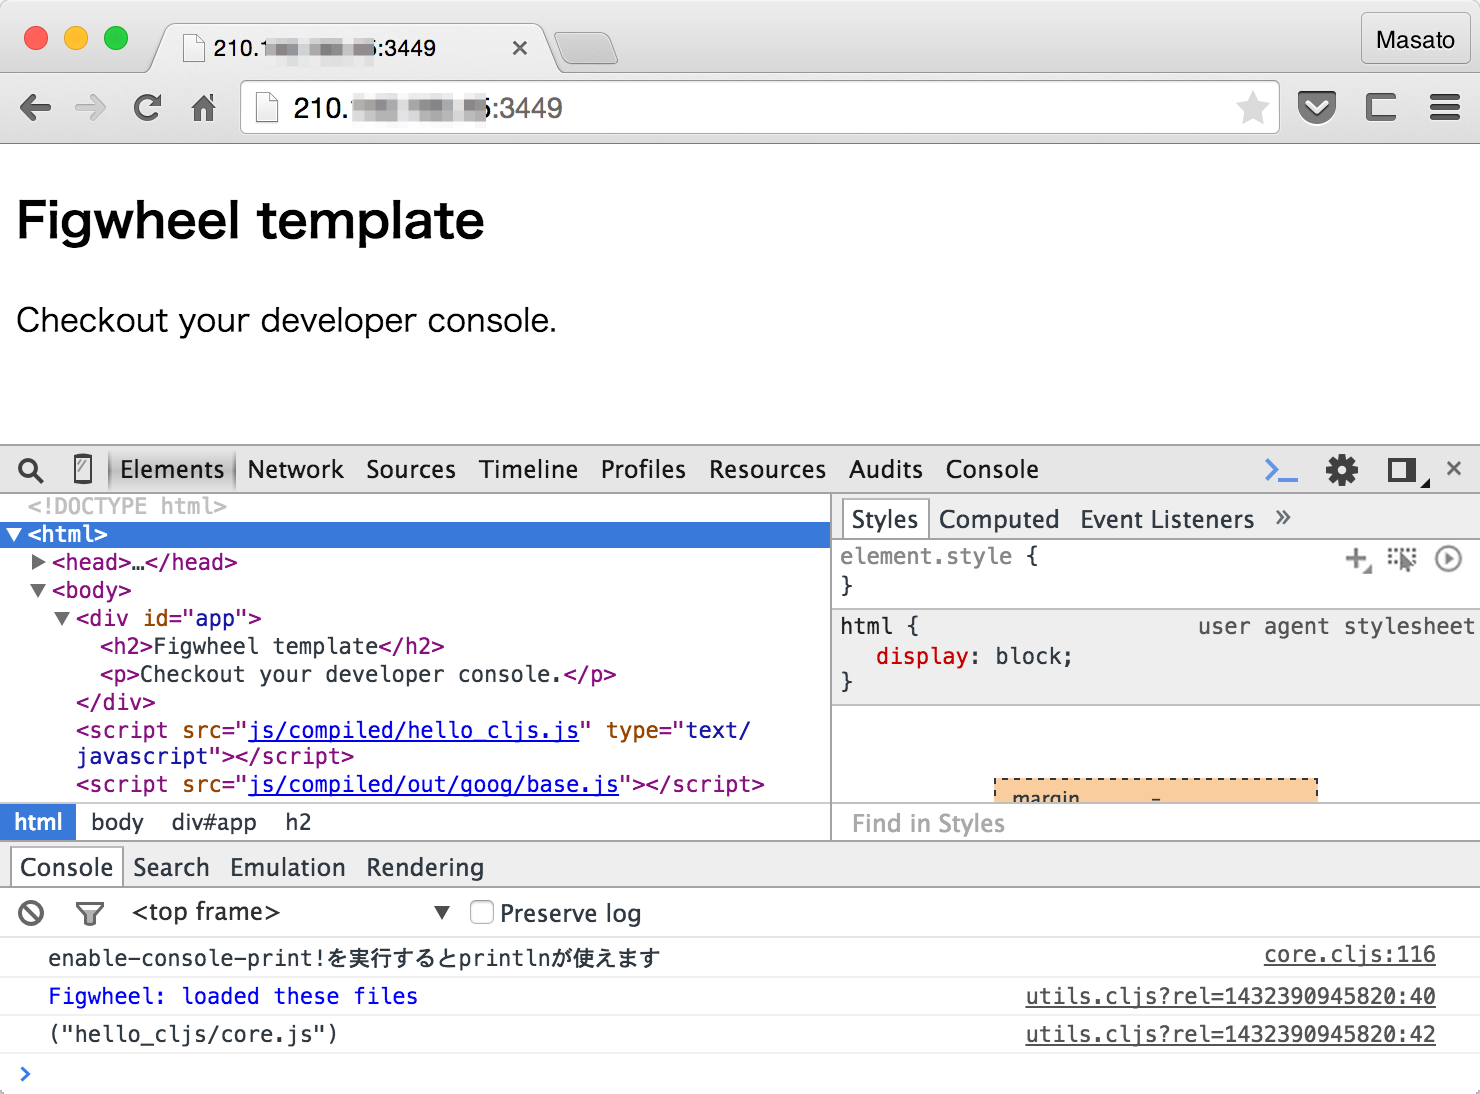 210. :3449
Masato
210. :3449
Figwheel template
Checkout your developer console.
Elements Network Sources Timeline Profiles Resources Audits Console
<!DOCTYPE html>
<html>
<head>…</head>
<body>
<div id="app">
<h2>Figwheel template</h2>
<p>Checkout your developer console.</p>
</div>
<script src="js/compiled/hello_cljs.js" type="text/
javascript"></script>
<script src="js/compiled/out/goog/base.js"></script>
html body div#app h2
Styles Computed Event Listeners »
element.style {
}
html { user agent stylesheet
display: block;
}
margin –
Find in Styles
Console Search Emulation Rendering
<top frame> Preserve log
enable-console-print!を実行するとprintlnが使えます core.cljs:116
Figwheel: loaded these files utils.cljs?rel=1432390945820:40
("hello_cljs/core.js") utils.cljs?rel=1432390945820:42